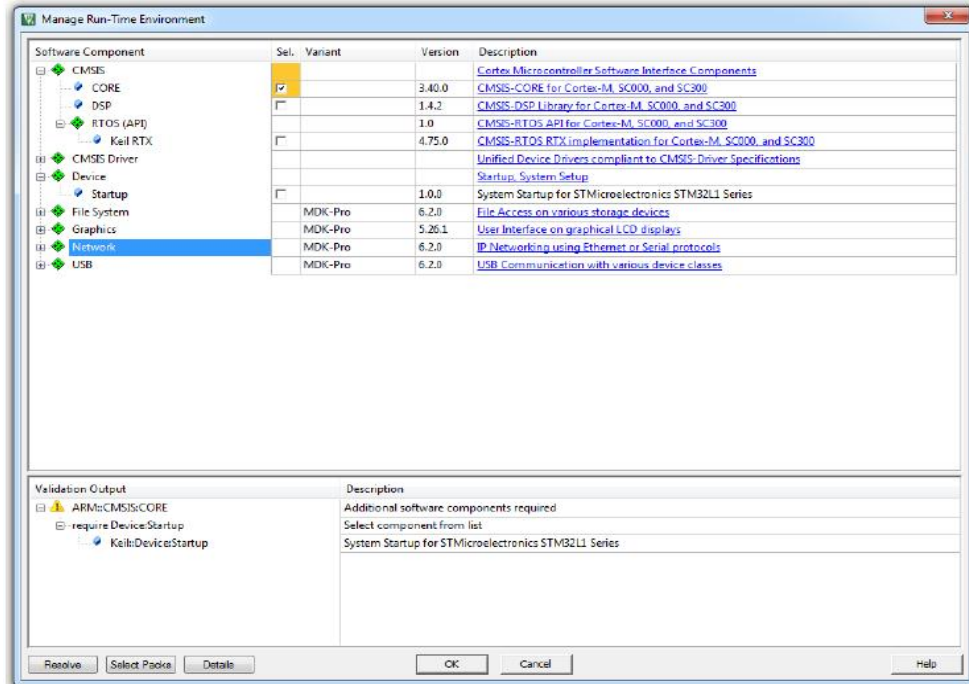 Manage Run-Time Environment
Software Component Sel. Variant Version Description
CMSIS Cortex Microcontroller Software Interface Components
CORE 3.40.0 CMSIS-CORE for Cortex-M, SC000, and SC300
DSP 1.4.2 CMSIS-DSP Library for Cortex-M, SC000, and SC300
RTOS (API) 1.0 CMSIS-RTOS API for Cortex-M, SC000, and SC300
Keil RTX 4.75.0 CMSIS-RTOS RTX implementation for Cortex-M, SC000, and SC300
CMSIS Driver Unified Device Drivers compliant to CMSIS-Driver Specifications
Device Startup, System Setup
Startup 1.0.0 System Startup for STMicroelectronics STM32L1 Series
File System MDK-Pro 6.2.0 File Access on various storage devices
Graphics MDK-Pro 5.26.1 User Interface on graphical LCD displays
Network MDK-Pro 6.2.0 IP Networking using Ethernet or Serial protocols
USB MDK-Pro 6.2.0 USB Communication with various device classes
Validation Output Description
ARM::CMSIS:CORE Additional software components required
require Device:Startup Select component from list
Keil::Device:Startup System Startup for STMicroelectronics STM32L1 Series
Resolve Select Packs Details OK Cancel Help